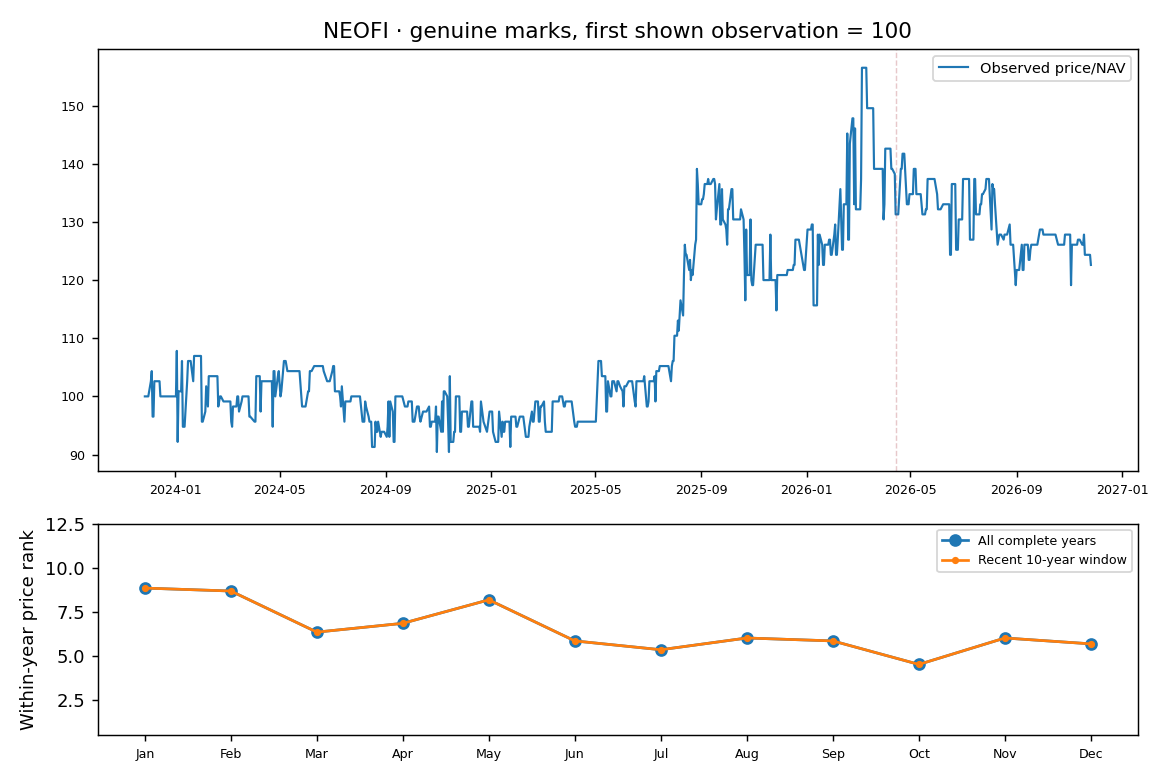 NEOFI · genuine marks, first shown observation = 100
Observed price/NAV
150
140
130
120
110
100
90
2024-01 2024-05 2024-09 2025-01 2025-05 2025-09 2026-01 2026-05 2026-09 2027-01
Within-year price rank
12.5
10.0
7.5
5.0
2.5
All complete years
Recent 10-year window
Jan Feb Mar Apr May Jun Jul Aug Sep Oct Nov Dec